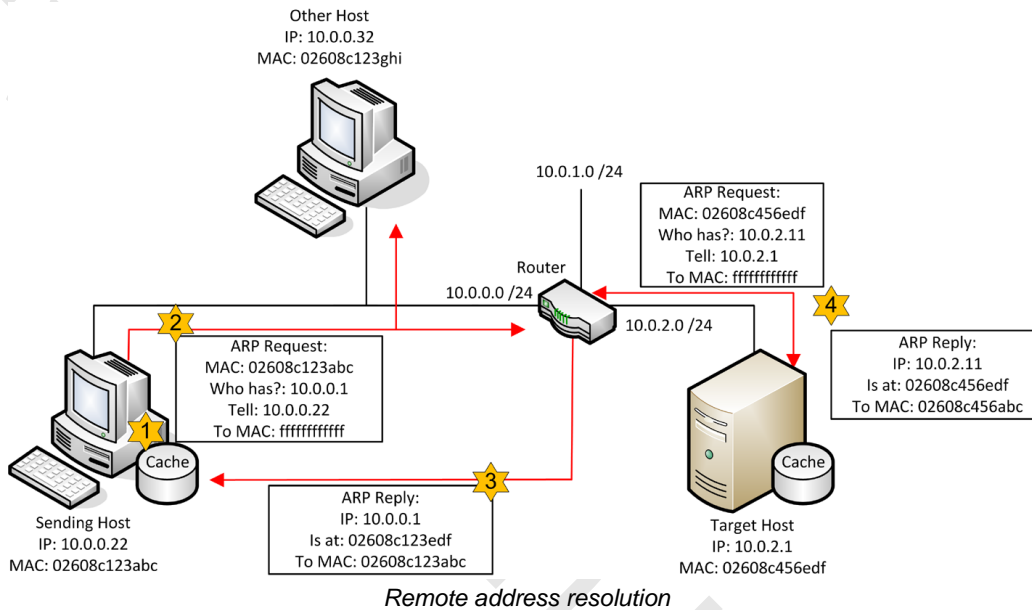 Other Host
IP: 10.0.0.32
MAC: 02608c123ghi
10.0.1.0 /24
ARP Request:
MAC: 02608c456edf
Who has?: 10.0.2.11
Tell: 10.0.2.1
To MAC: ffffffffffff
Router
10.0.0.0 /24
10.0.2.0 /24
4
2
ARP Request:
MAC: 02608c123abc
Who has?: 10.0.0.1
Tell: 10.0.0.22
To MAC: ffffffffffff
ARP Reply:
IP: 10.0.2.11
Is at: 02608c456edf
To MAC: 02608c456abc
1
Cache
Cache
3
ARP Reply:
IP: 10.0.0.1
Is at: 02608c123edf
To MAC: 02608c123abc
Sending Host
IP: 10.0.0.22
MAC: 02608c123abc
Target Host
IP: 10.0.2.1
MAC: 02608c456edf
Remote address resolution